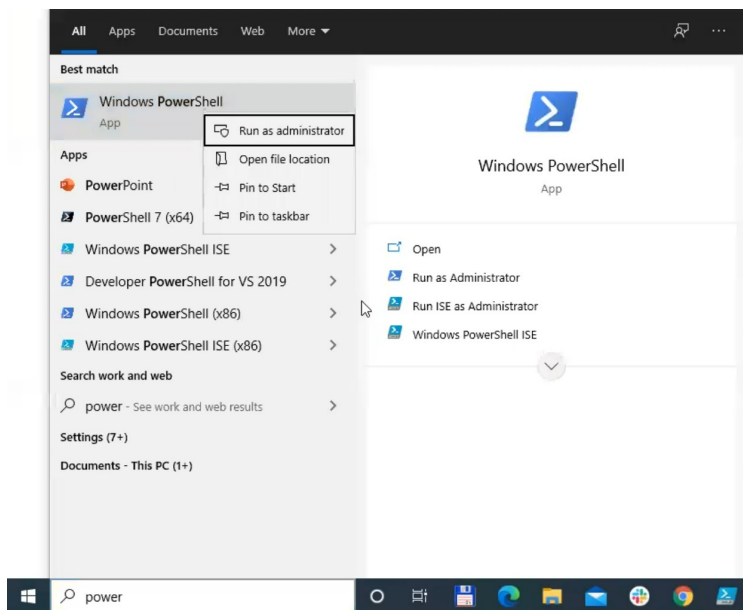 All Apps Documents Web More
Best match
Windows PowerShell
App
Run as administrator
Open file location
Pin to Start
Pin to taskbar
Apps
PowerPoint
PowerShell 7 (x64)
Windows PowerShell ISE
Developer PowerShell for VS 2019
Windows PowerShell (x86)
Windows PowerShell ISE (x86)
Search work and web
power - See work and web results
Settings (7+)
Documents - This PC (1+)
Windows PowerShell
App
Open
Run as Administrator
Run ISE as Administrator
Windows PowerShell ISE
power